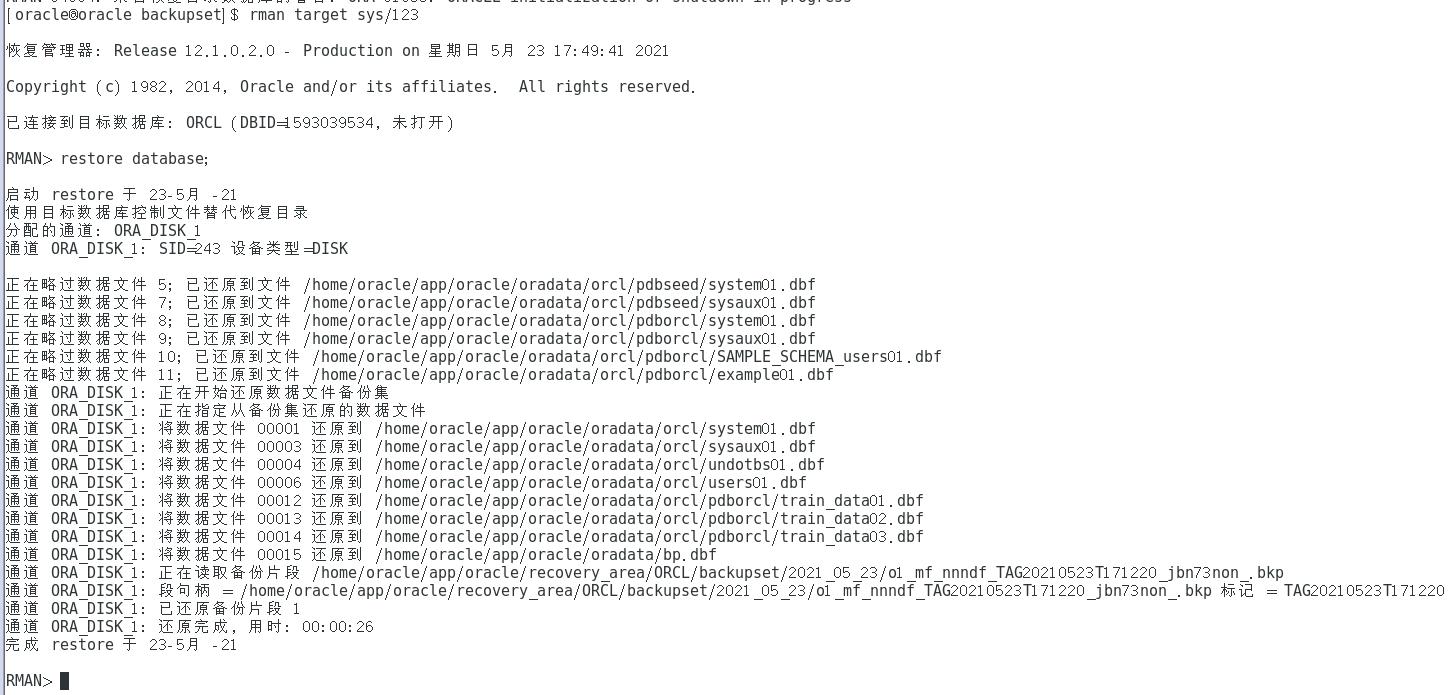 [oracle@oracle backupset]$ rman target sys/123
恢复管理器: Release 12.1.0.2.0 - Production on 星期日 5月 23 17:49:41 2021
Copyright (c) 1982, 2014, Oracle and/or its affiliates.  All rights reserved.
已连接到目标数据库: ORCL (DBID=1593039534, 未打开)
RMAN> restore database;
启动 restore 于 23-5月 -21
使用目标数据库控制文件替代恢复目录
分配的通道: ORA_DISK_1
通道 ORA_DISK_1: SID=243 设备类型=DISK
正在略过数据文件 5; 已还原到文件 /home/oracle/app/oracle/oradata/orcl/pdbseed/system01.dbf
正在略过数据文件 7; 已还原到文件 /home/oracle/app/oracle/oradata/orcl/pdbseed/sysaux01.dbf
正在略过数据文件 8; 已还原到文件 /home/oracle/app/oracle/oradata/orcl/pdborcl/system01.dbf
正在略过数据文件 9; 已还原到文件 /home/oracle/app/oracle/oradata/orcl/pdborcl/sysaux01.dbf
正在略过数据文件 10; 已还原到文件 /home/oracle/app/oracle/oradata/orcl/pdborcl/SAMPLE_SCHEMA_users01.dbf
正在略过数据文件 11; 已还原到文件 /home/oracle/app/oracle/oradata/orcl/pdborcl/example01.dbf
通道 ORA_DISK_1: 正在开始还原数据文件备份集
通道 ORA_DISK_1: 正在指定从备份集还原的数据文件
通道 ORA_DISK_1: 将数据文件 00001 还原到 /home/oracle/app/oracle/oradata/orcl/system01.dbf
通道 ORA_DISK_1: 将数据文件 00003 还原到 /home/oracle/app/oracle/oradata/orcl/sysaux01.dbf
通道 ORA_DISK_1: 将数据文件 00004 还原到 /home/oracle/app/oracle/oradata/orcl/undotbs01.dbf
通道 ORA_DISK_1: 将数据文件 00006 还原到 /home/oracle/app/oracle/oradata/orcl/users01.dbf
通道 ORA_DISK_1: 将数据文件 00012 还原到 /home/oracle/app/oracle/oradata/orcl/pdborcl/train_data01.dbf
通道 ORA_DISK_1: 将数据文件 00013 还原到 /home/oracle/app/oracle/oradata/orcl/pdborcl/train_data02.dbf
通道 ORA_DISK_1: 将数据文件 00014 还原到 /home/oracle/app/oracle/oradata/orcl/pdborcl/train_data03.dbf
通道 ORA_DISK_1: 将数据文件 00015 还原到 /home/oracle/app/oracle/oradata/bp.dbf
通道 ORA_DISK_1: 正在读取备份片段 /home/oracle/app/oracle/recovery_area/ORCL/backupset/2021_05_23/o1_mf_nnndf_TAG20210523T171220_jbn73non_.bkp
通道 ORA_DISK_1: 段句柄 = /home/oracle/app/oracle/recovery_area/ORCL/backupset/2021_05_23/o1_mf_nnndf_TAG20210523T171220_jbn73non_.bkp 标记 = TAG20210523T171220
通道 ORA_DISK_1: 已还原备份片段 1
通道 ORA_DISK_1: 还原完成, 用时: 00:00:26
完成 restore 于 23-5月 -21
RMAN>